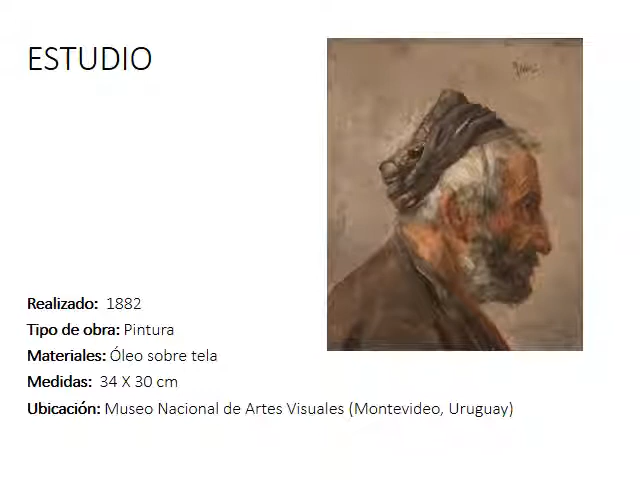 ESTUDIO
Realizado: 1882
Tipo de obra: Pintura
Materiales: Óleo sobre tela
Medidas: 34 X 30 cm
Ubicación: Museo Nacional de Artes Visuales (Montevideo, Uruguay)